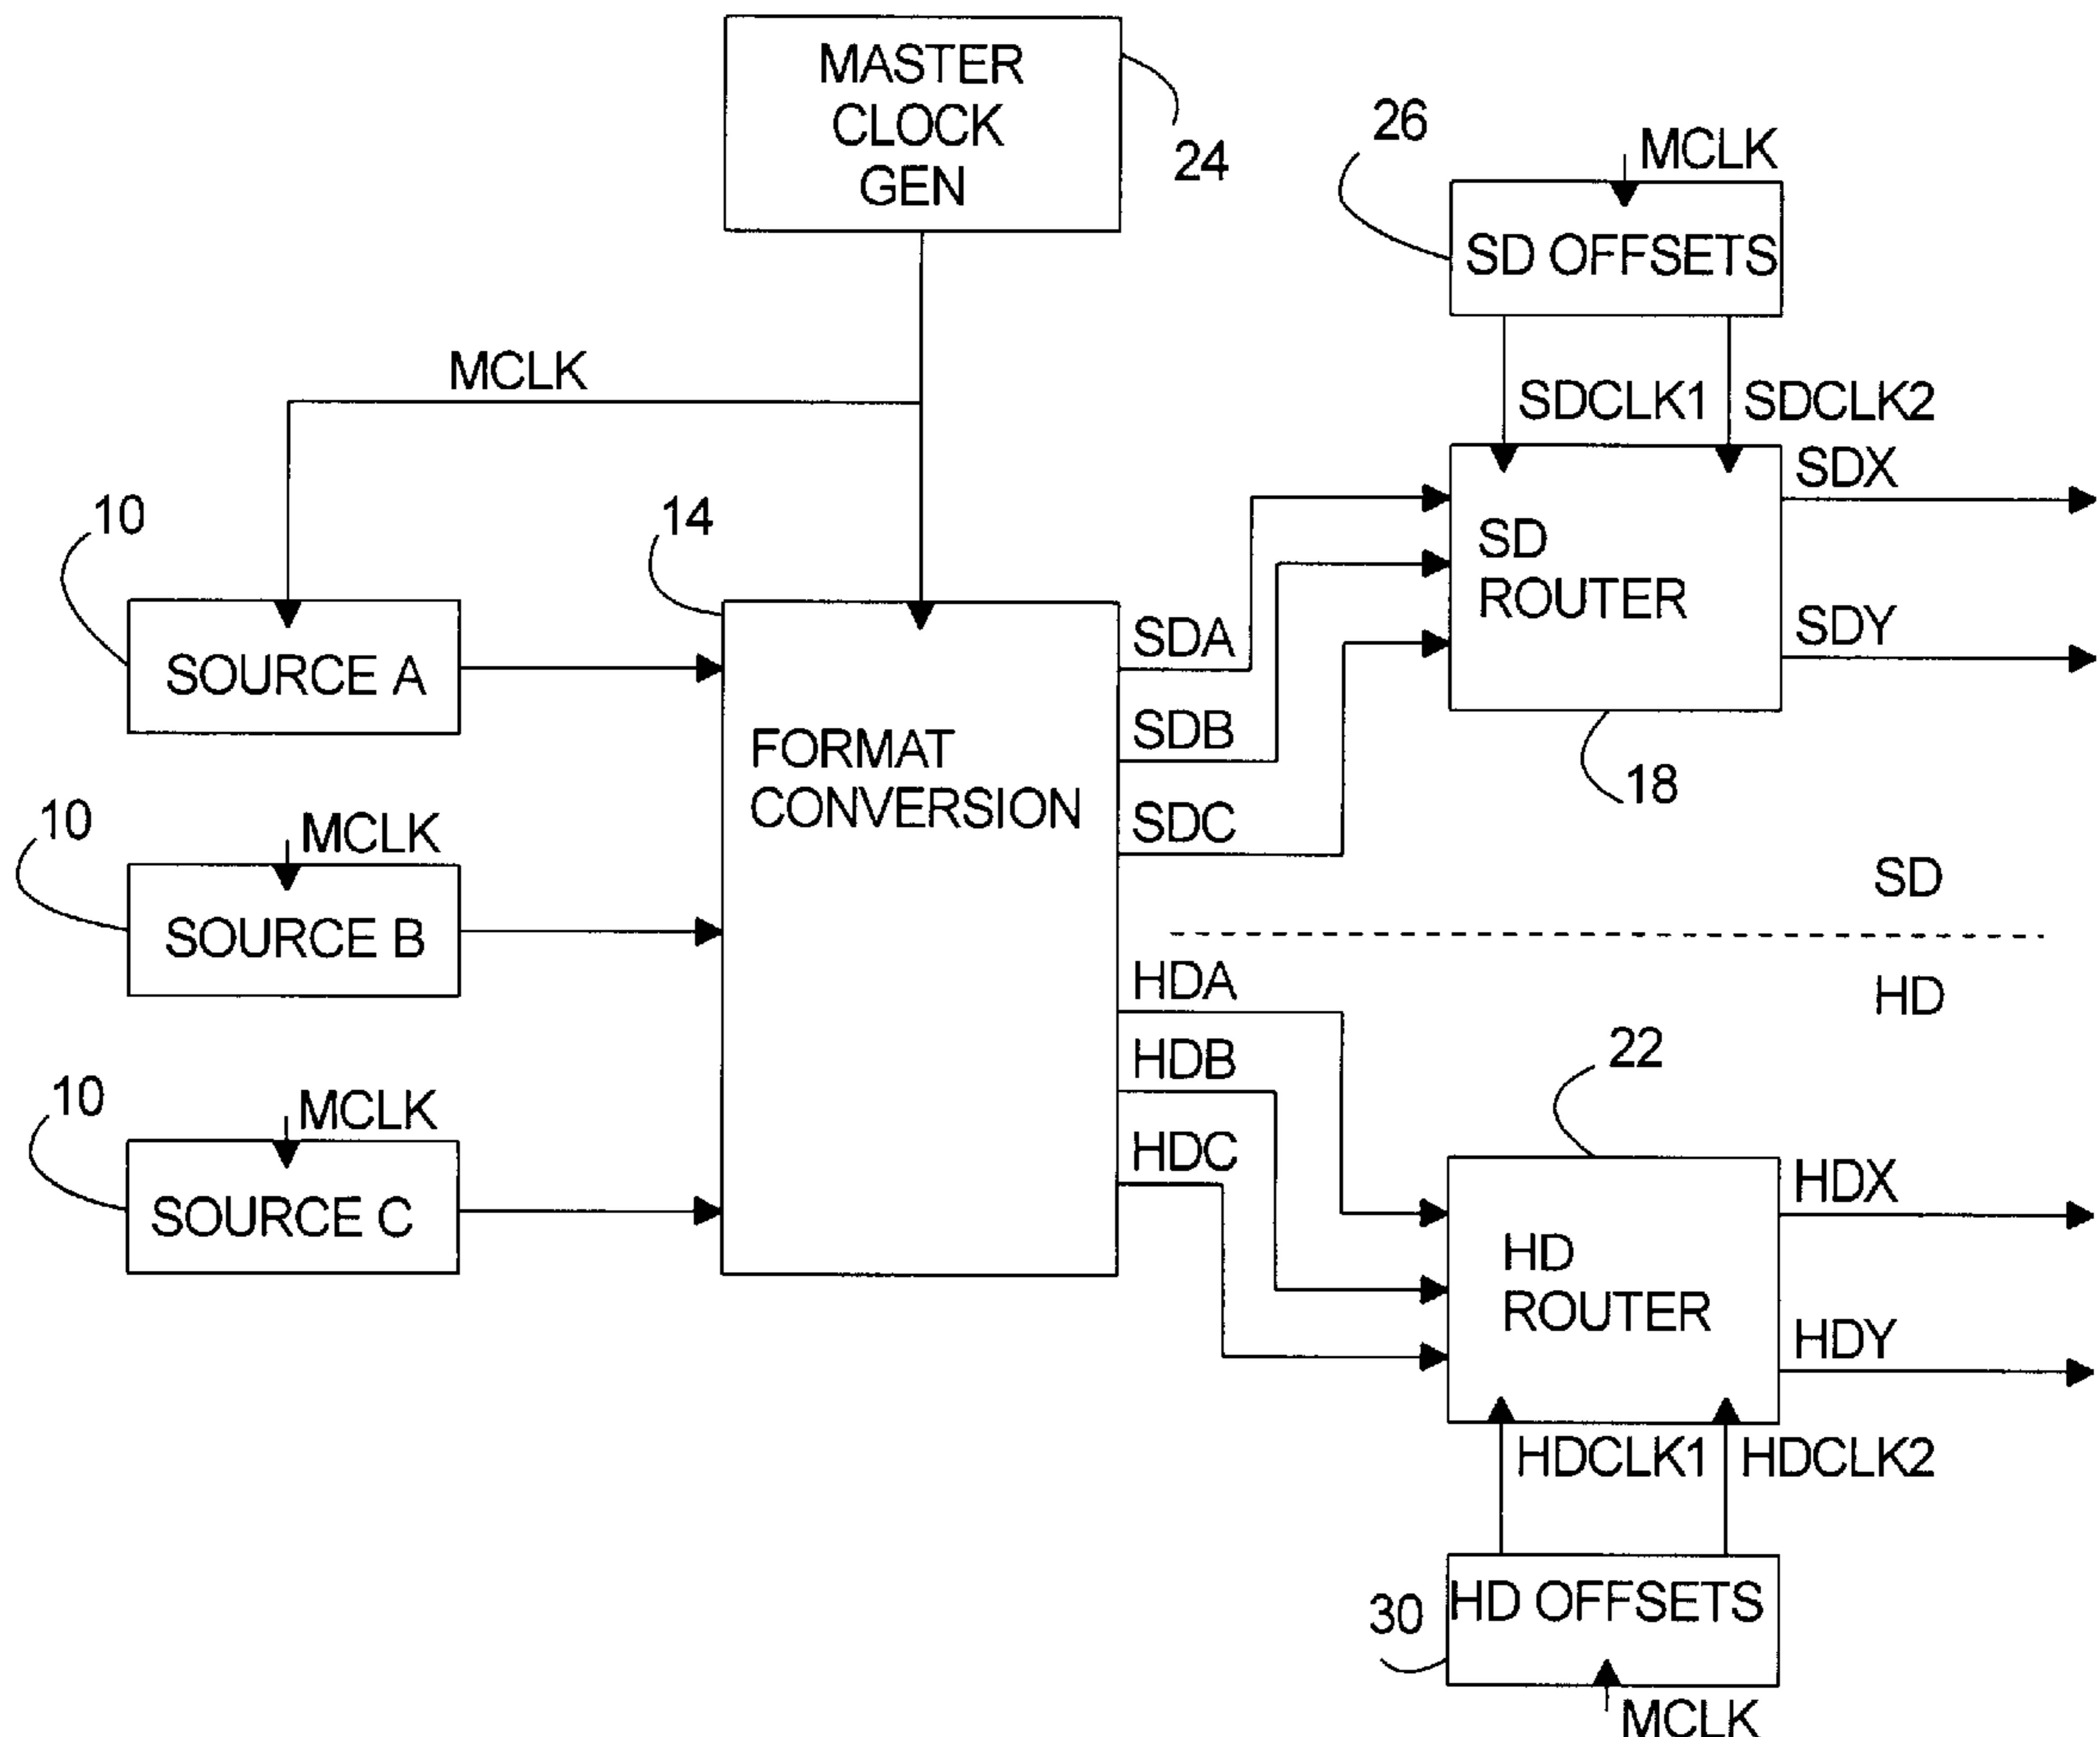 MASTER
CLOCK
GEN
24
26
MCLK
SD OFFSETS
MCLK
SDCLK1
SDCLK2
SDX
SDY
SD
ROUTER
18
10
SOURCE A
14
FORMAT
CONVERSION
SDA
SDB
SDC
10
MCLK
SOURCE B
SD
HD
HDA
HDB
HDC
10
MCLK
SOURCE C
22
HD
ROUTER
HDX
HDY
HDCLK1
HDCLK2
30
HD OFFSETS
MCLK